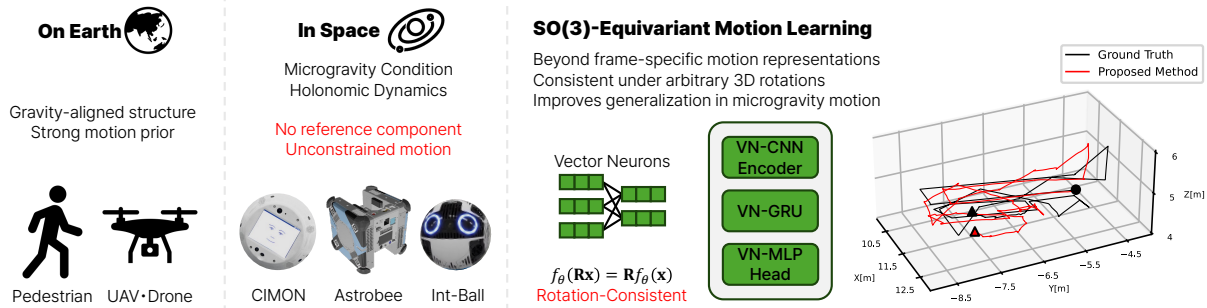 On Earth
Gravity-aligned structure
Strong motion prior
Pedestrian
UAV・Drone
In Space
Microgravity Condition
Holonomic Dynamics
No reference component
Unconstrained motion
CIMON
Astrobee
Int-Ball
SO(3)-Equivariant Motion Learning
Beyond frame-specific motion representations
Consistent under arbitrary 3D rotations
Improves generalization in microgravity motion
Vector Neurons
fθ(Rx) = Rfθ(x)
Rotation-Consistent
VN-CNN
Encoder
VN-GRU
VN-MLP
Head
Ground Truth
Proposed Method
6
5
4
Z[m]
10.5
11.5
12.5
X[m]
−8.5
−7.5
−6.5
−5.5
−4.5
Y[m]